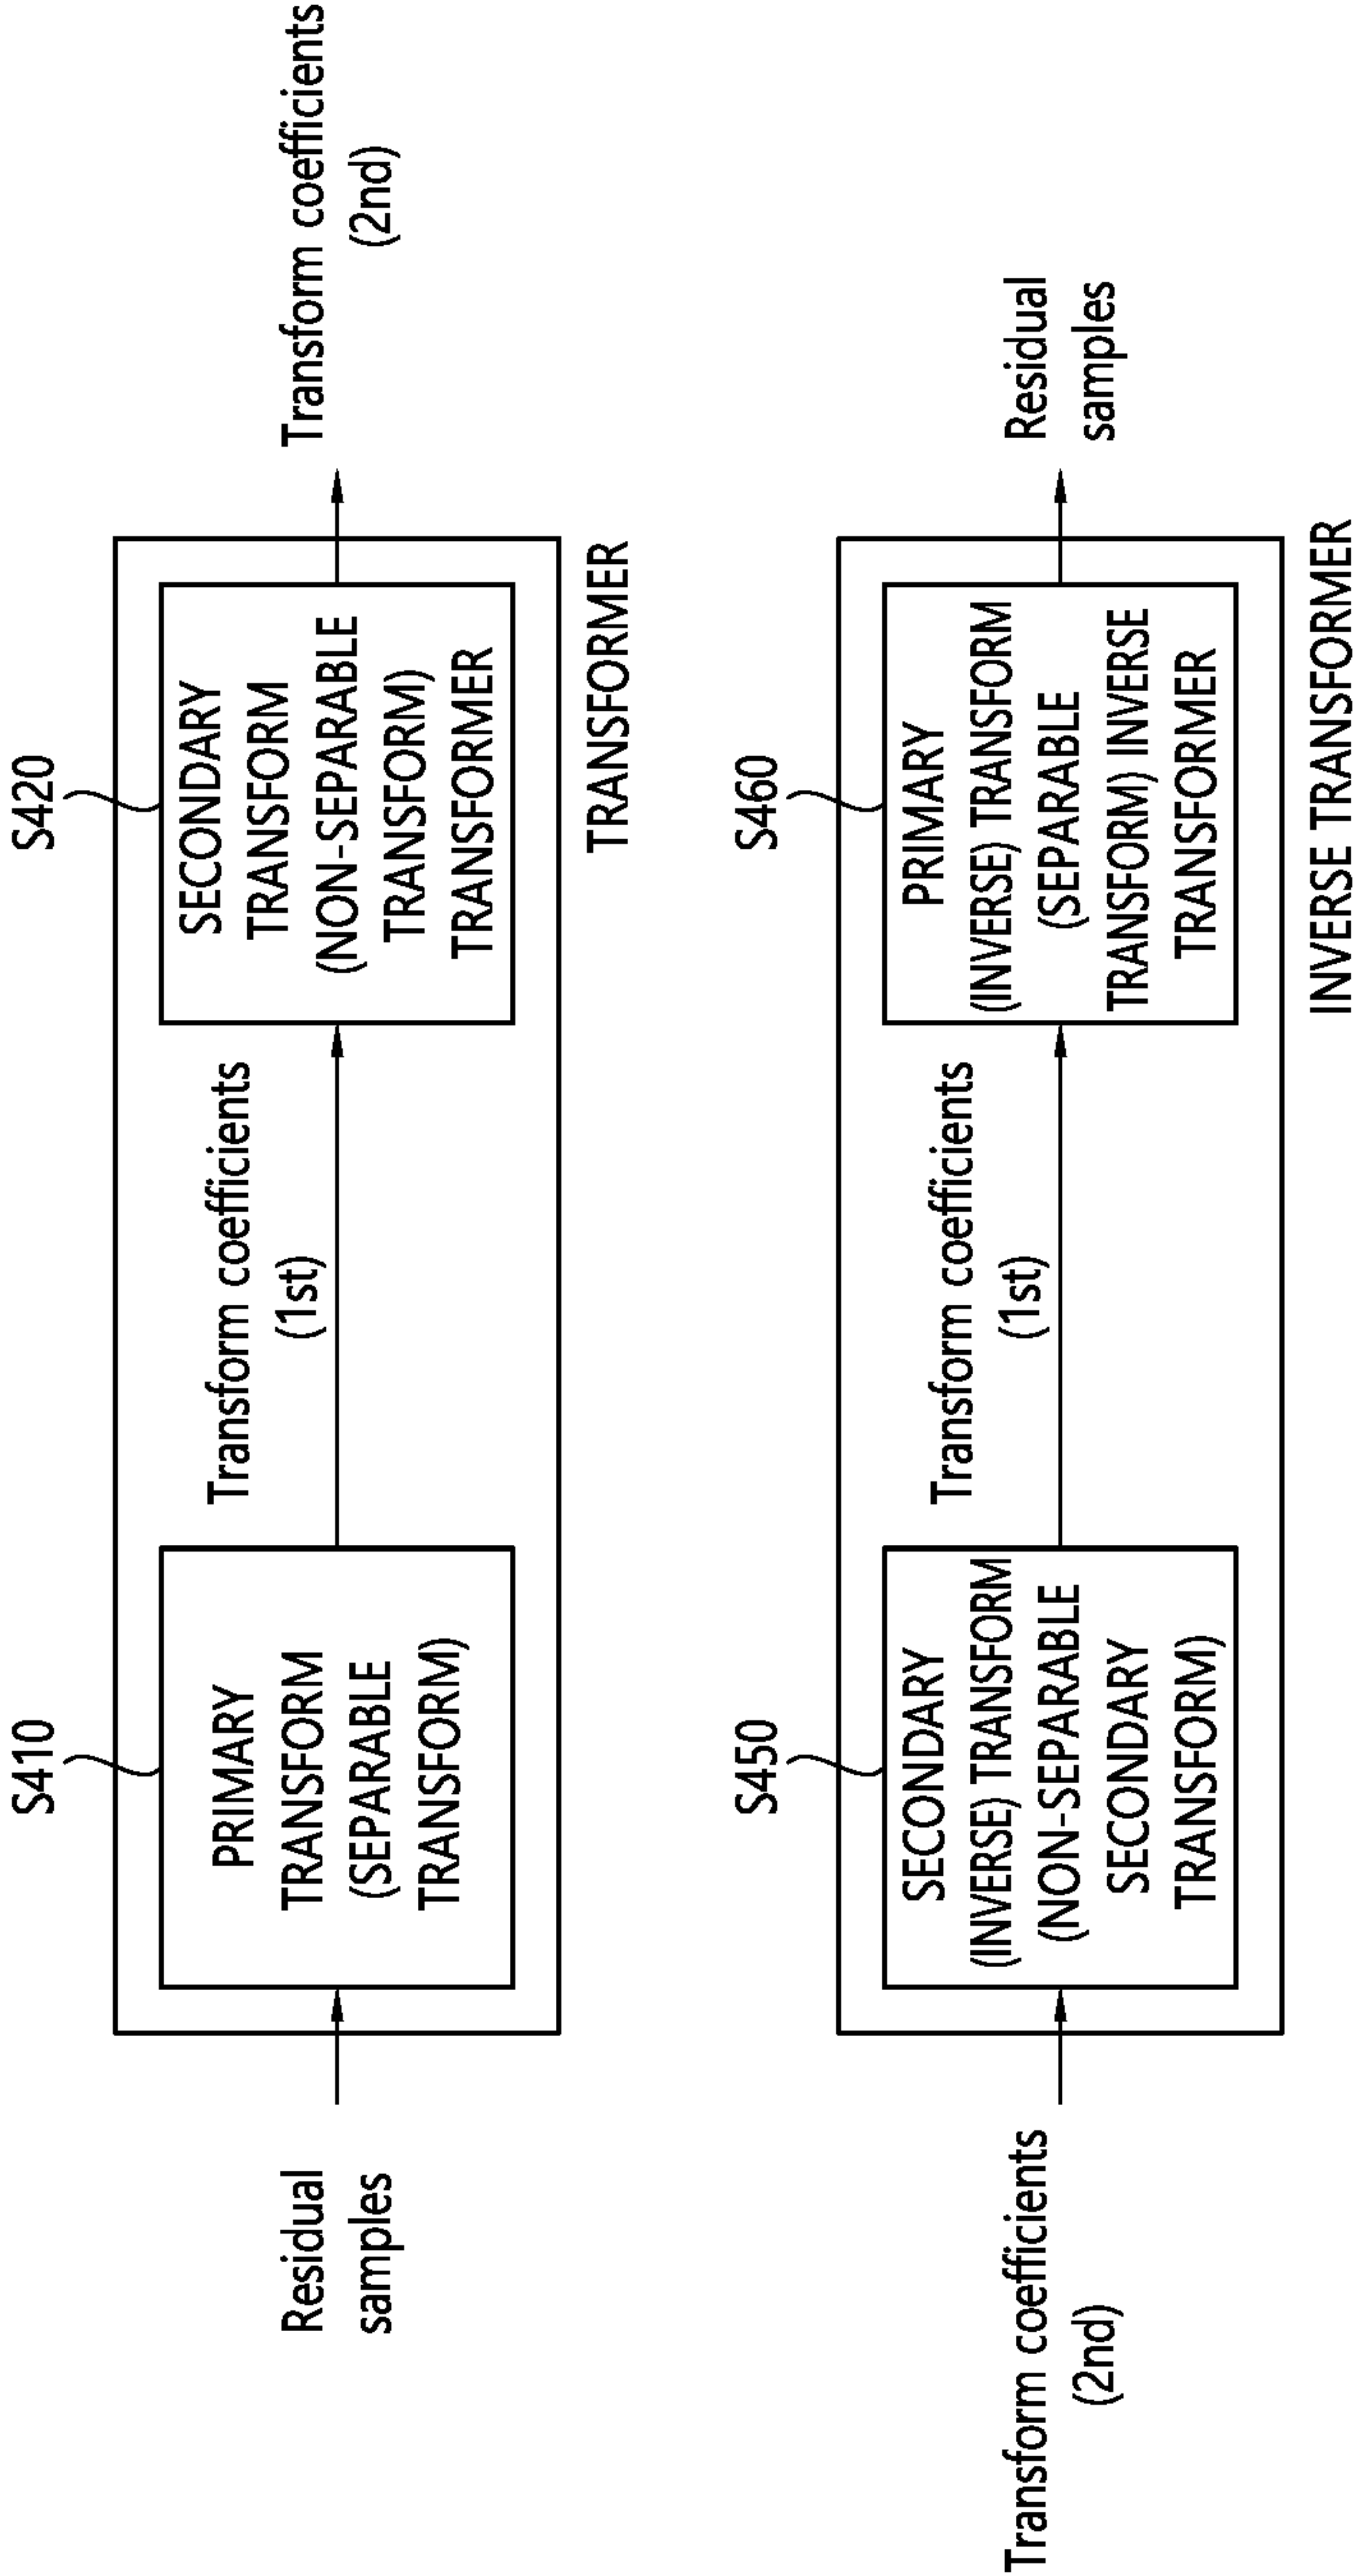 S410
S420
Residual
samples
PRIMARY
TRANSFORM
(SEPARABLE
TRANSFORM)
Transform coefficients
(1st)
SECONDARY
TRANSFORM
(NON-SEPARABLE
TRANSFORM)
TRANSFORMER
Transform coefficients
(2nd)
TRANSFORMER
S450
S460
Transform coefficients
(2nd)
SECONDARY
(INVERSE) TRANSFORM
(NON-SEPARABLE
SECONDARY
TRANSFORM)
Transform coefficients
(1st)
PRIMARY
(INVERSE) TRANSFORM
(SEPARABLE
TRANSFORM) INVERSE
TRANSFORMER
Residual
samples
INVERSE TRANSFORMER